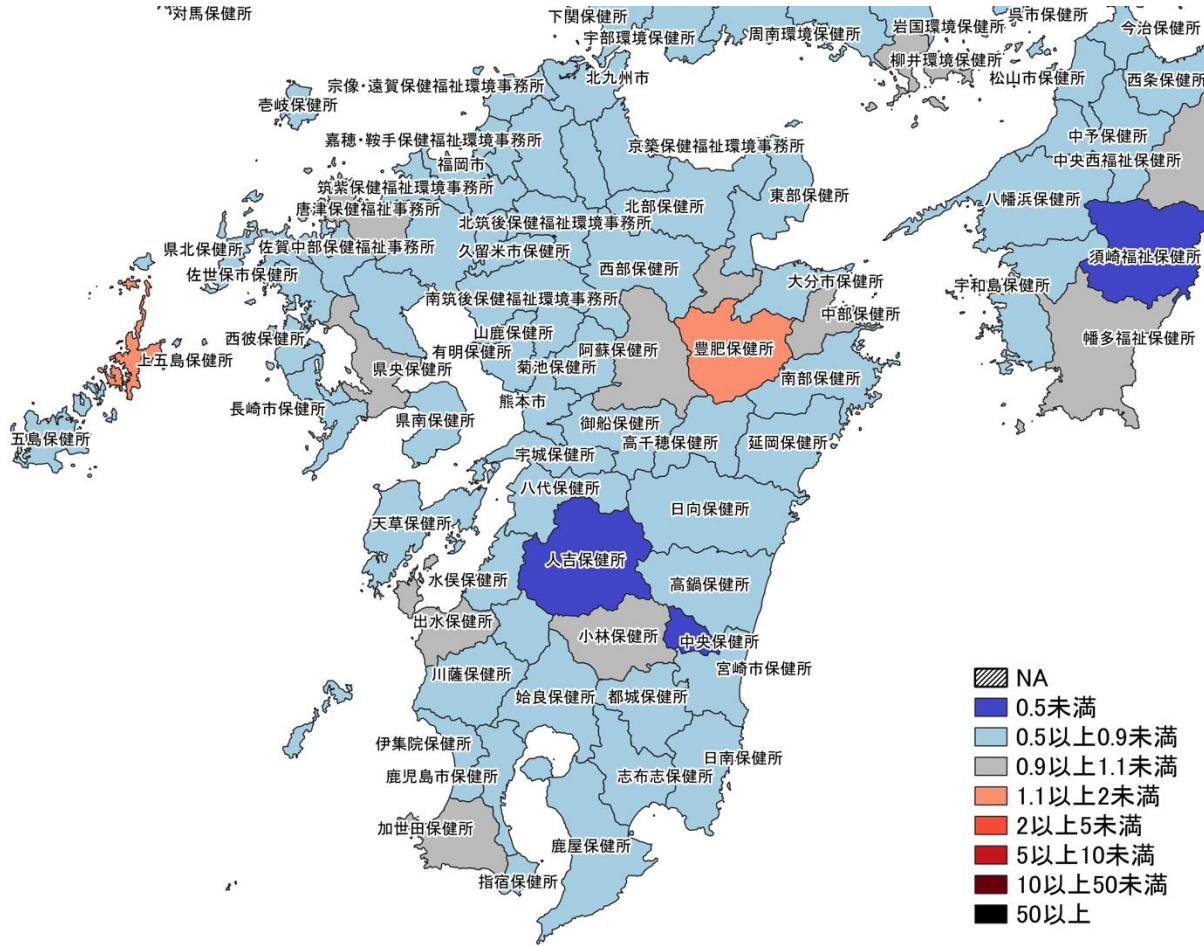 対馬保健所
下関保健所
宇部環境保健所
周南環境保健所
岩国環境保健所
呉市保健所
今治保健所
柳井環境保健所
松山市保健所
西条保健所
北九州市
宗像・遠賀保健福祉環境事務所
壱岐保健所
嘉穂・鞍手保健福祉環境事務所
京築保健福祉環境事務所
中予保健所
福岡市
中央西福祉保健所
筑紫保健福祉環境事務所
東部保健所
八幡浜保健所
唐津保健福祉事務所
北部保健所
北筑後保健福祉環境事務所
県北保健所
佐賀中部保健福祉事務所
久留米市保健所
須崎福祉保健所
佐世保市保健所
西部保健所
大分市保健所
宇和島保健所
南筑後保健福祉環境事務所
中部保健所
西彼保健所
山鹿保健所
幡多福祉保健所
有明保健所
阿蘇保健所
豊肥保健所
上五島保健所
県央保健所
菊池保健所
南部保健所
長崎市保健所
熊本市
県南保健所
御船保健所
五島保健所
高千穂保健所
延岡保健所
宇城保健所
八代保健所
天草保健所
日向保健所
人吉保健所
水俣保健所
高鍋保健所
出水保健所
小林保健所
中央保健所
川薩保健所
宮崎市保健所
姶良保健所
都城保健所
伊集院保健所
日南保健所
鹿児島市保健所
志布志保健所
加世田保健所
鹿屋保健所
指宿保健所
NA
0.5未満
0.5以上0.9未満
0.9以上1.1未満
1.1以上2未満
2以上5未満
5以上10未満
10以上50未満
50以上